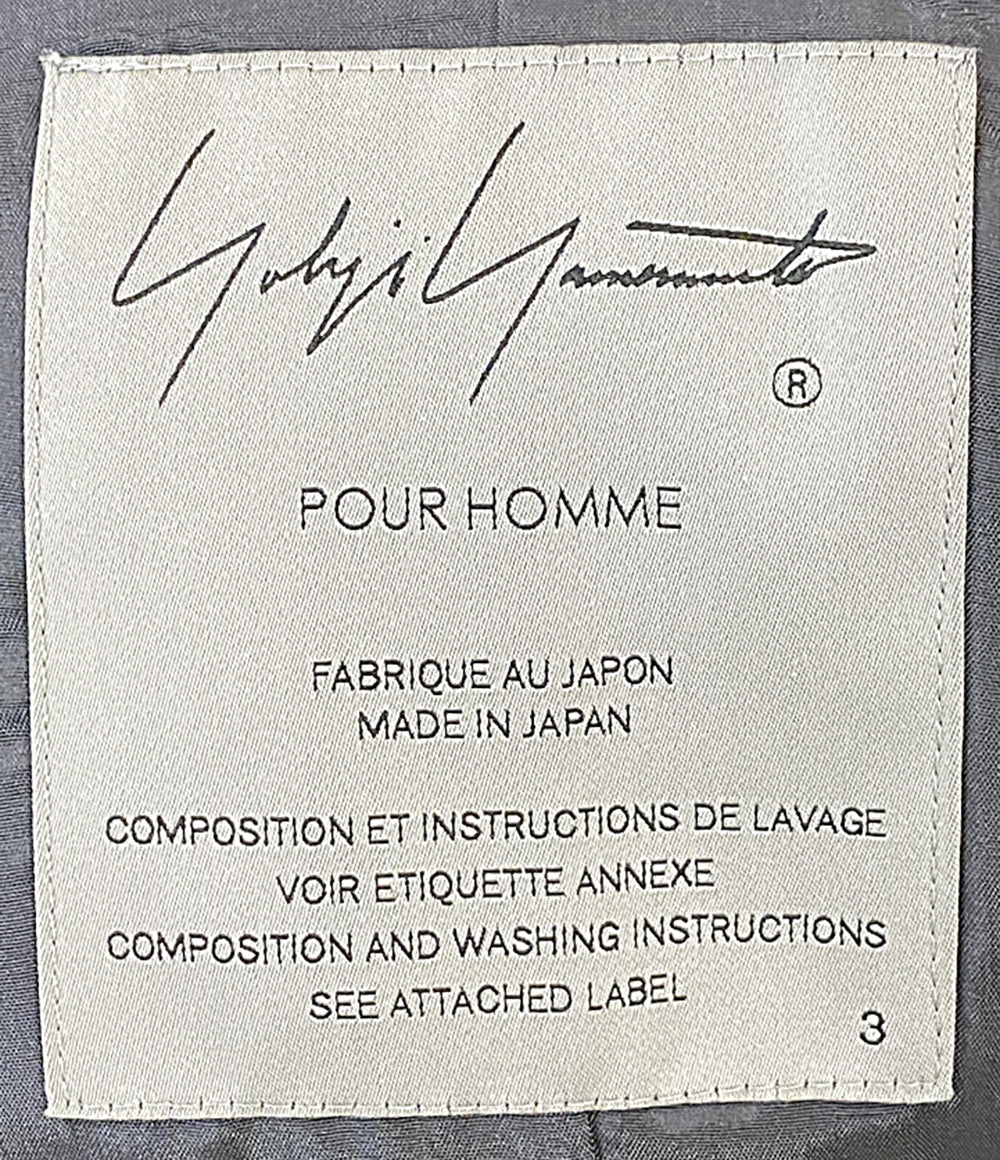 Yohji Yamamoto
®
POUR HOMME
FABRIQUE AU JAPON
MADE IN JAPAN
COMPOSITION ET INSTRUCTIONS DE LAVAGE
VOIR ETIQUETTE ANNEXE
COMPOSITION AND WASHING INSTRUCTIONS
SEE ATTACHED LABEL
3